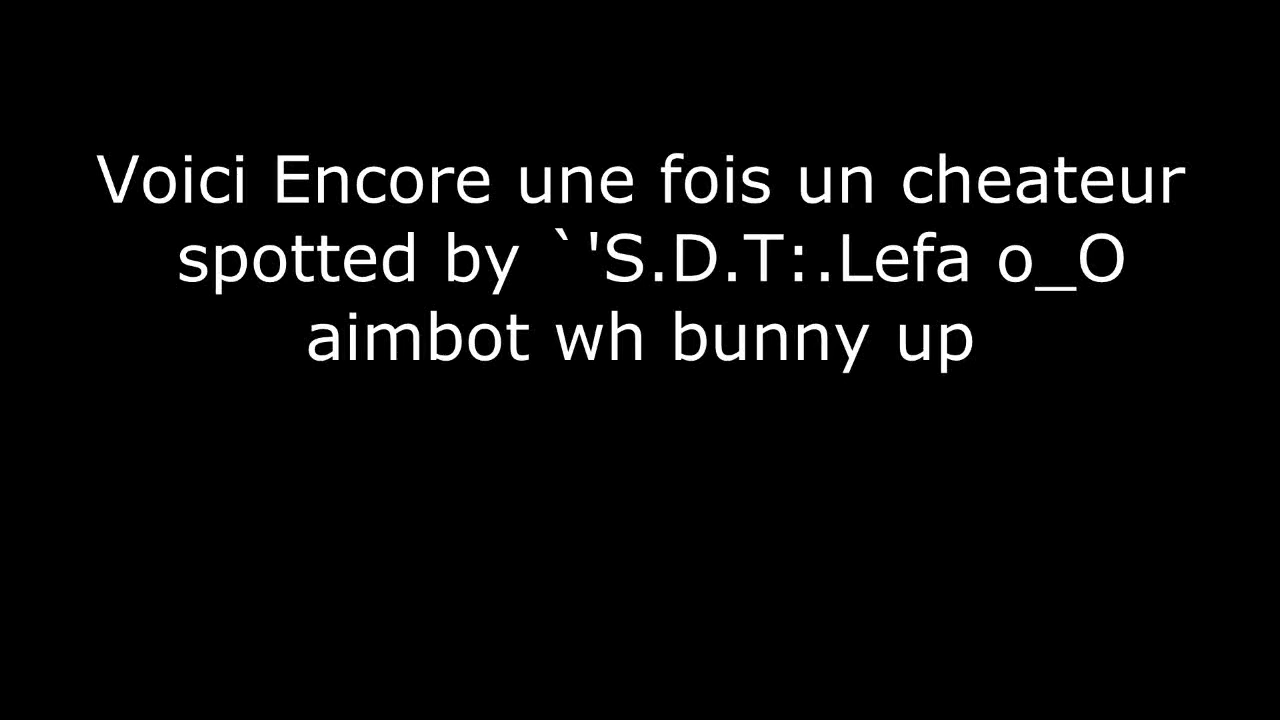 Voici Encore une fois un cheateur
spotted by `'S.D.T:.Lefa o_O
aimbot wh bunny up